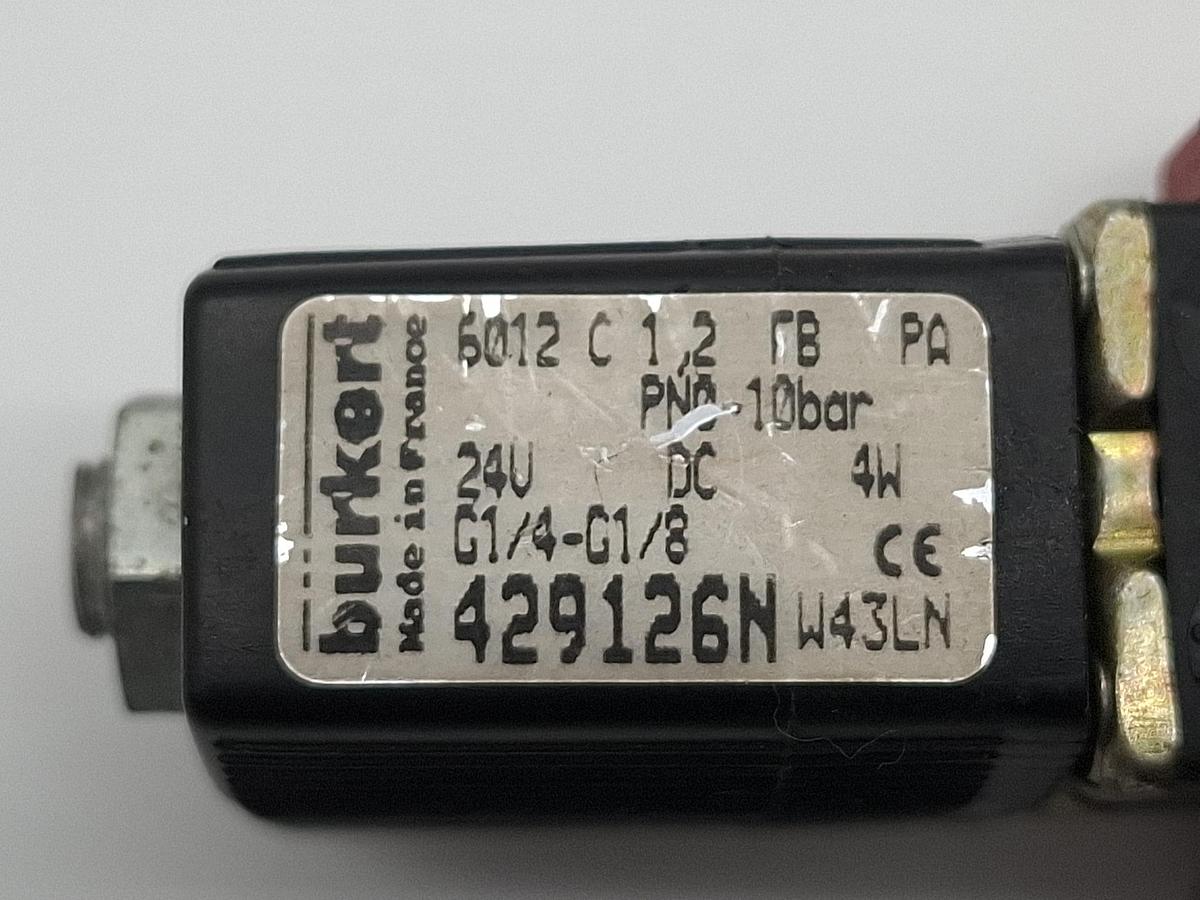 bürkert
Made in France
6012 C 1,2 FB PA
PN0-10bar
24V DC 4W
G1/4-G1/8
CE
429126N W43LN